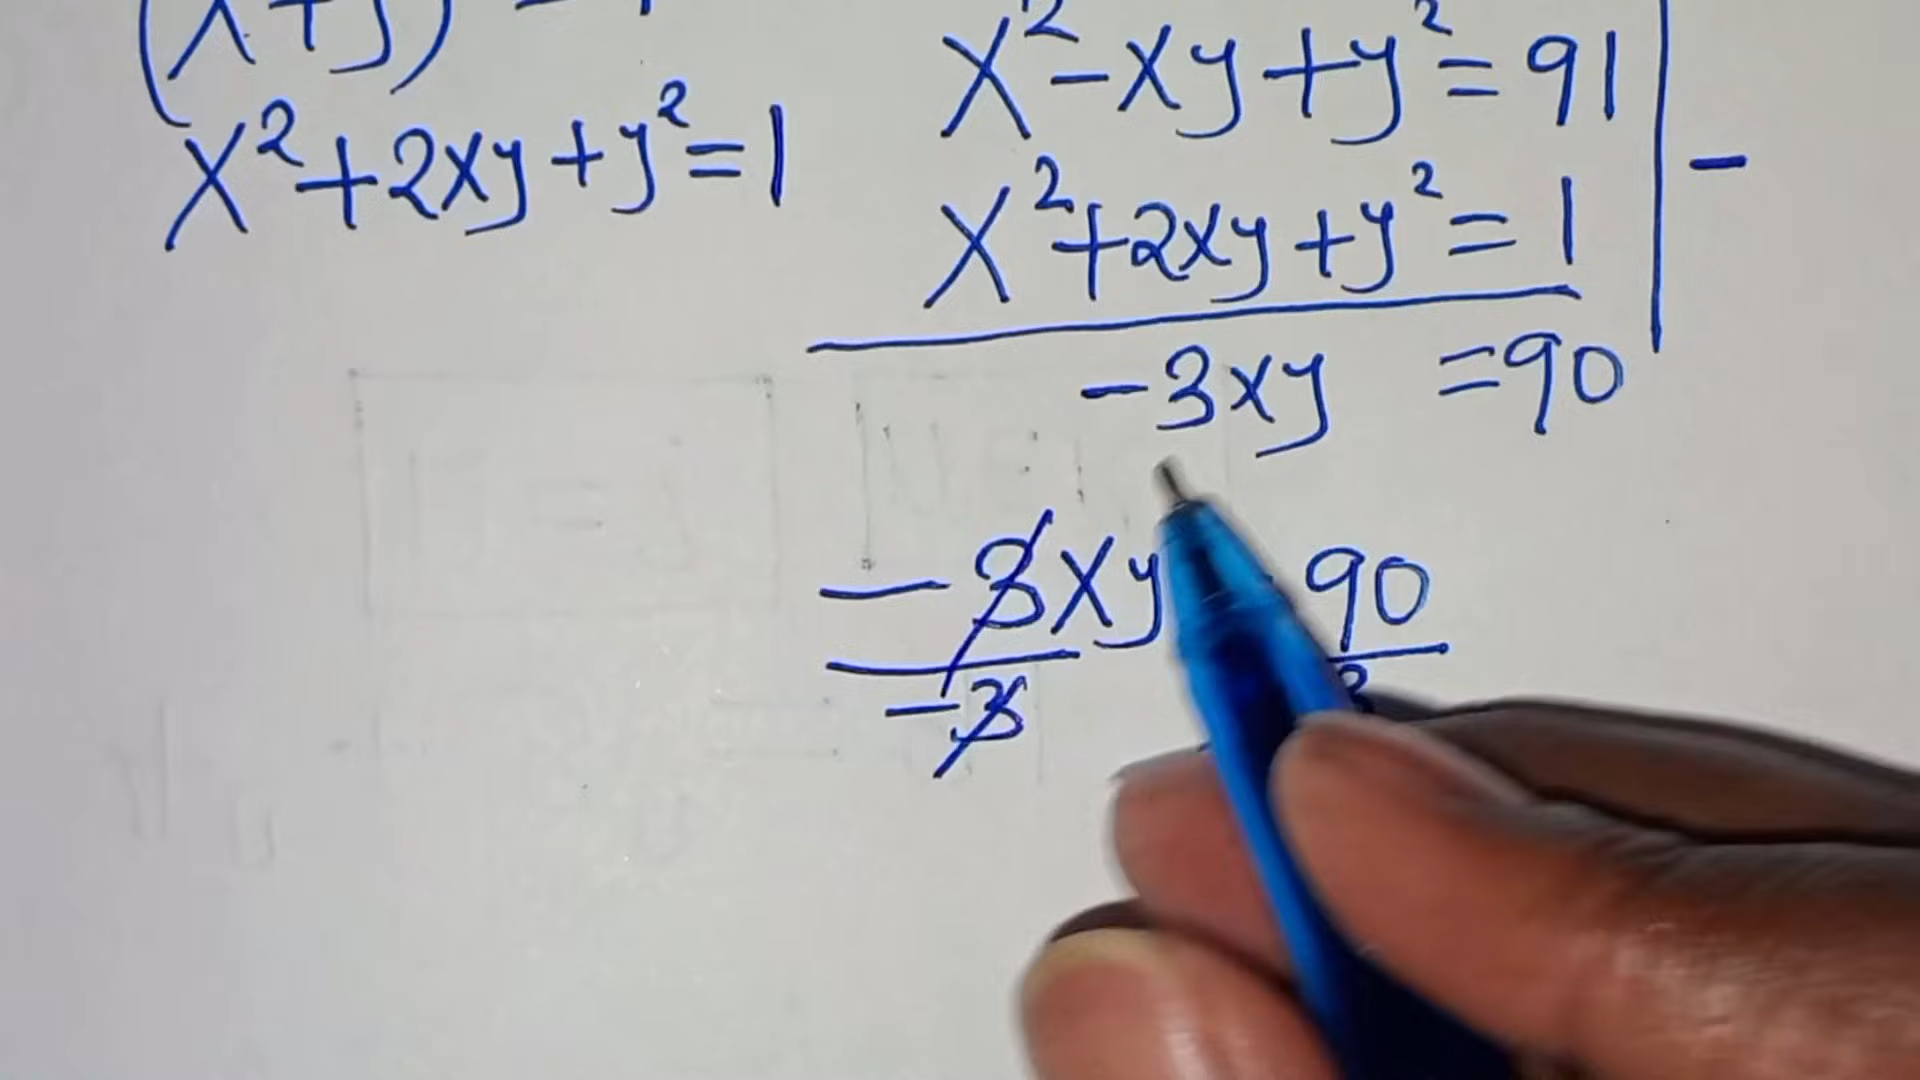 (x+y)
x²+2xy+y²=1
x²-xy+y²=91
x²+2xy+y²=1
-
-3xy =90
-3xy 90
-3